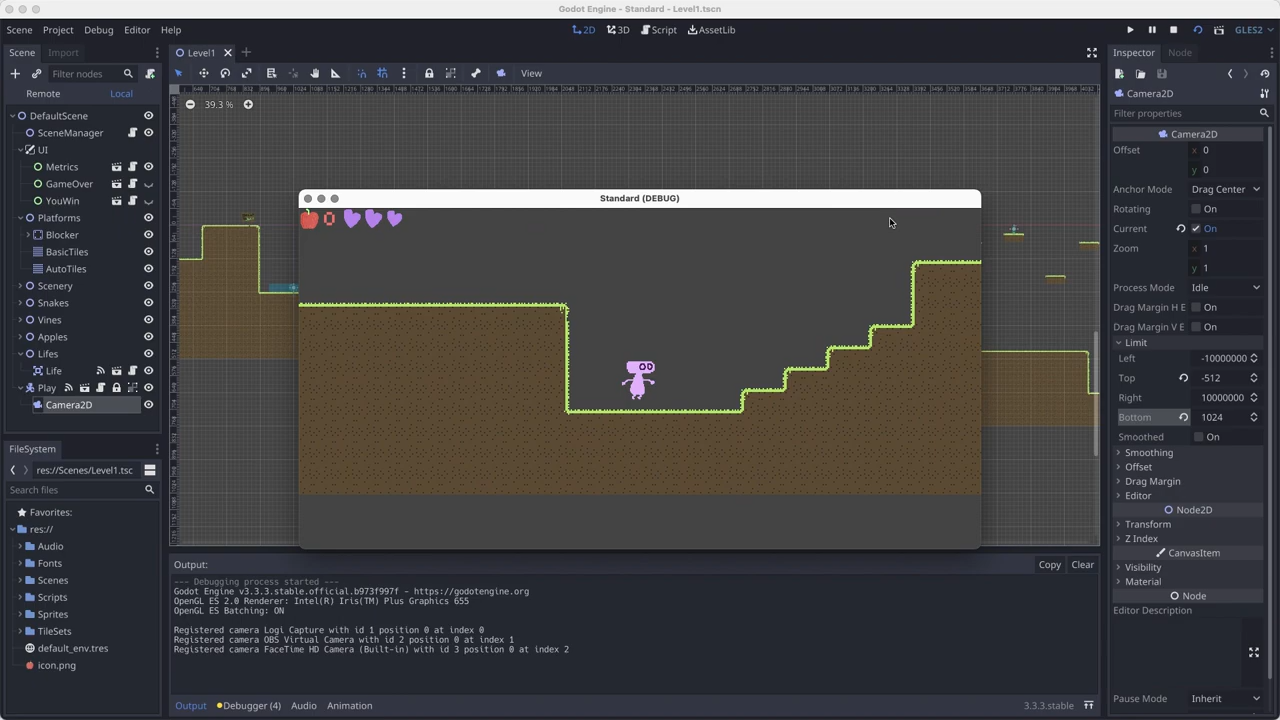 Godot Engine - Standard - Level1.tscn
Scene Project Debug Editor Help
2D 3D Script AssetLib
GLES2
Scene Import
Level1
Inspector Node
Filter nodes
View
Remote Local
39.3 %
Camera2D
DefaultScene
SceneManager
UI
Metrics
GameOver
YouWin
Platforms
Blocker
BasicTiles
AutoTiles
Scenery
Snakes
Vines
Apples
Lifes
Life
Play
Camera2D
FileSystem
res://Scenes/Level1.tsc
Search files
Favorites:
res://
Audio
Fonts
Scenes
Scripts
Sprites
TileSets
default_env.tres
icon.png
Standard (DEBUG)
0
Output:
Copy Clear
--- Debugging process started ---
Godot Engine v3.3.3.stable.official.b973f997f - https://godotengine.org
OpenGL ES 2.0 Renderer: Intel(R) Iris(TM) Plus Graphics 655
OpenGL ES Batching: ON
Registered camera Logi Capture with id 1 position 0 at index 0
Registered camera OBS Virtual Camera with id 2 position 0 at index 1
Registered camera FaceTime HD Camera (Built-in) with id 3 position 0 at index 2
Output Debugger (4) Audio Animation
3.3.3.stable
Filter properties
Camera2D
Offset x 0
y 0
Anchor Mode Drag Center
Rotating On
Current On
Zoom x 1
y 1
Process Mode Idle
Drag Margin H E On
Drag Margin V E On
Limit
Left -10000000
Top -512
Right 10000000
Bottom 1024
Smoothed On
Smoothing
Offset
Drag Margin
Editor
Node2D
Transform
Z Index
CanvasItem
Visibility
Material
Node
Editor Description
Pause Mode Inherit